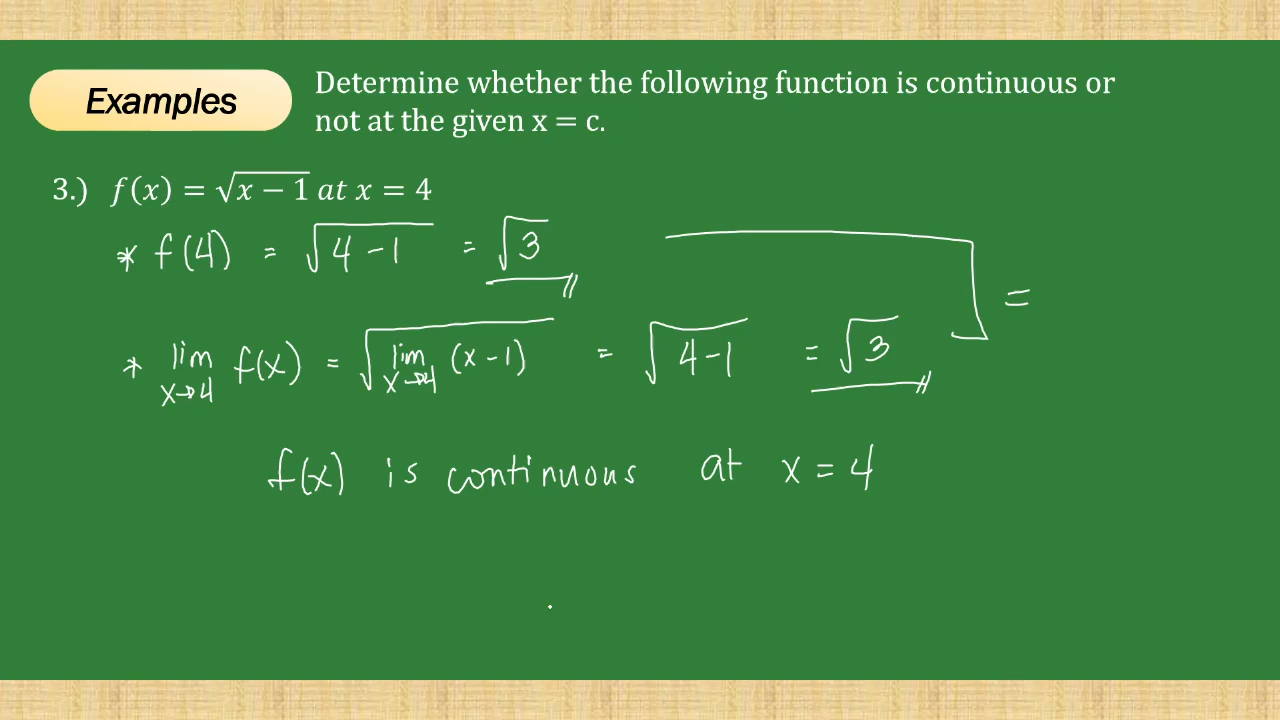 Examples
Determine whether the following function is continuous or
not at the given x = c.
3.) f(x) = √(x − 1) at x = 4
* f(4) = √(4 − 1) = √3
=
* lim x→4 f(x) = √(lim x→4 (x − 1)) = √(4 − 1) = √3
f(x) is continuous at x = 4